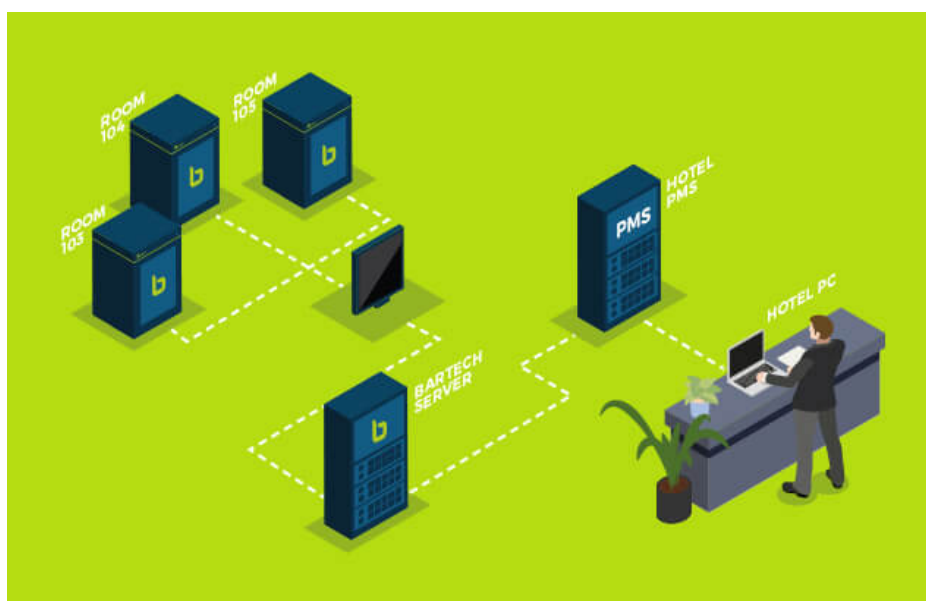 ROOM
104
ROOM
105
ROOM
103
b
b
b
HOTEL
PMS
PMS
HOTEL PC
BARTECH
SERVER
b